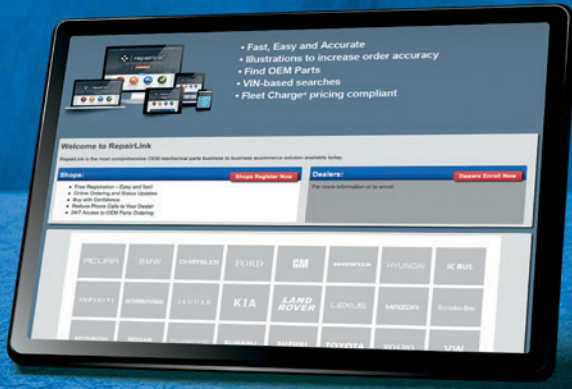 repairlink
• Fast, Easy and Accurate
• Illustrations to increase order accuracy
• Find OEM Parts
• VIN-based searches
• Fleet Charge® pricing compliant
Welcome to RepairLink
RepairLink is the most comprehensive OEM mechanical parts business to business ecommerce solution available today.
Shops:
Shops Register Now
• Free Registration – Easy and fast!
• Online Ordering and Status Updates
• Buy with Confidence
• Reduce Phone Calls to Your Dealer
• 24/7 Access to OEM Parts Ordering
Dealers:
Dealers Enroll Now
For more information or to enroll
ACURA BMW CHRYSLER FORD GM HONDA HYUNDAI IC BUS
INFINITI INTERNATIONAL JAGUAR KIA LAND ROVER LEXUS MAZDA Mercedes-Benz
MITSUBISHI NISSAN PORSCHE SUBARU SUZUKI TOYOTA VOLVO VW